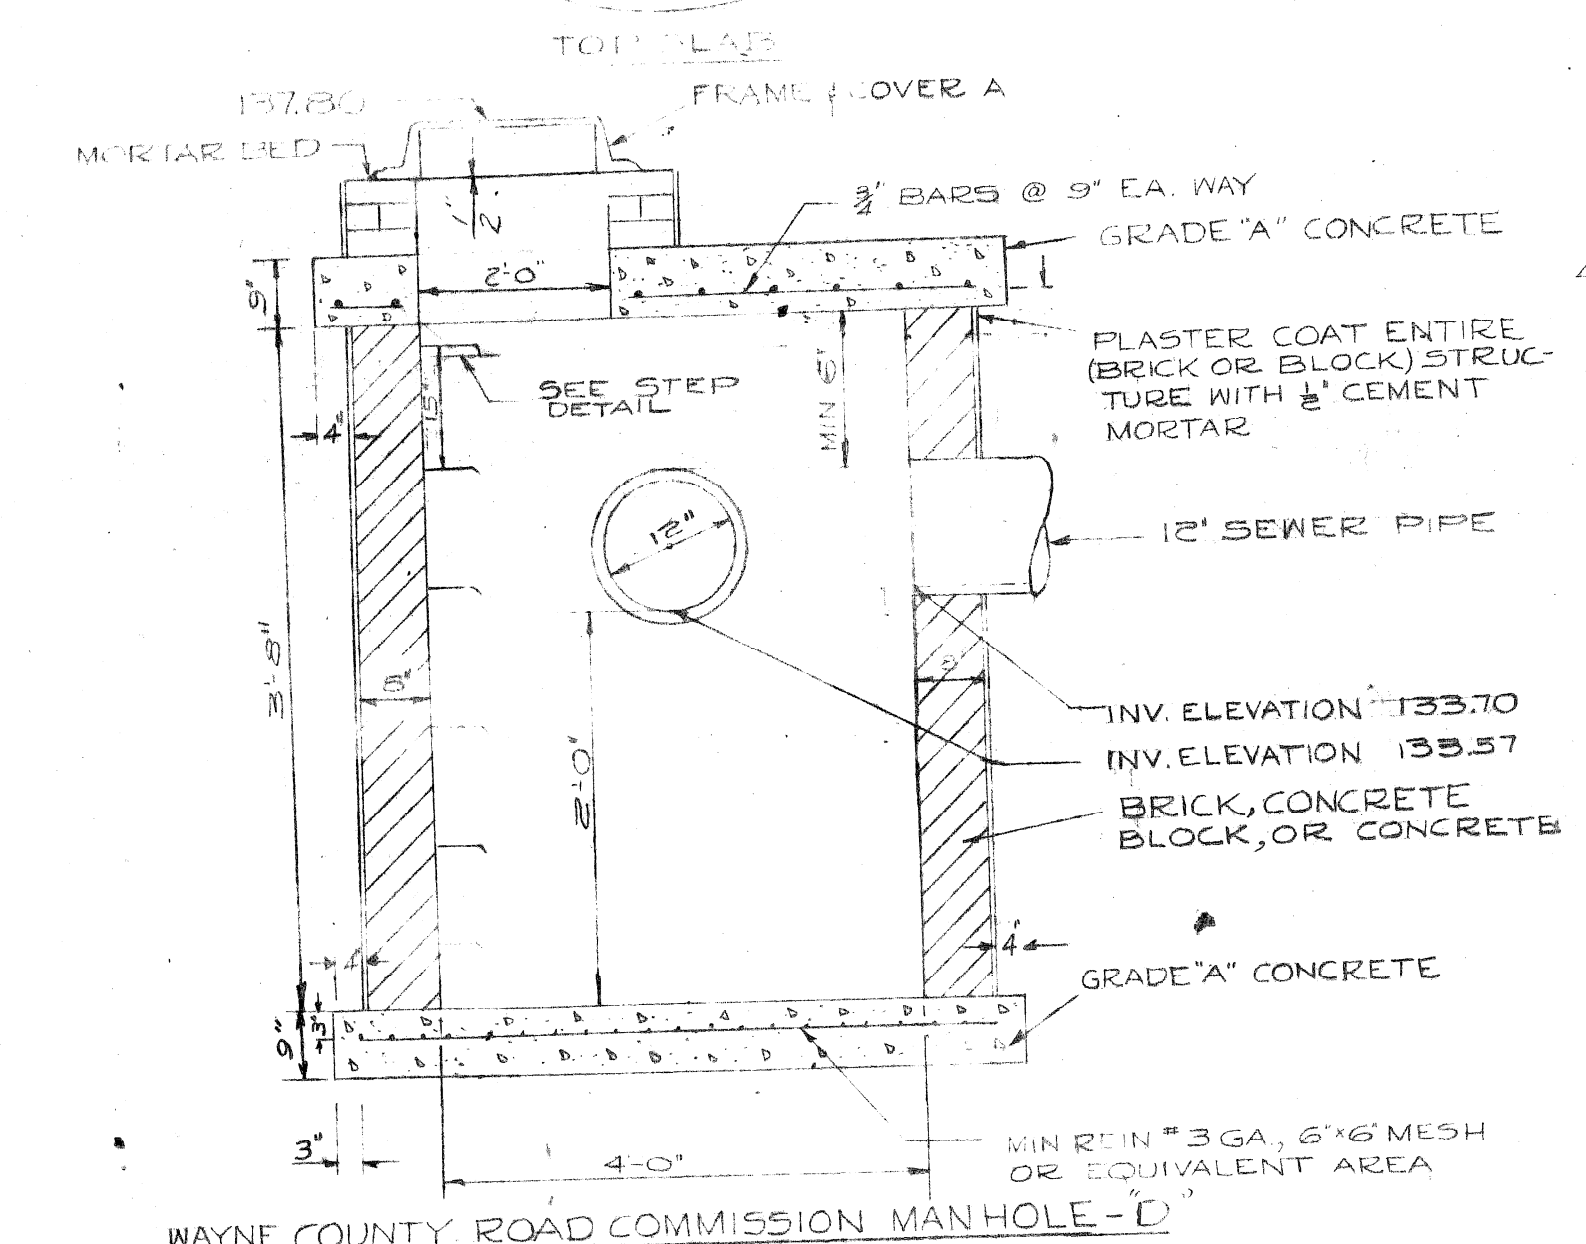 TOP SLAB
137.80
FRAME & COVER A
MORTAR BED
3/4" BARS @ 9" EA. WAY
GRADE "A" CONCRETE
1"
2
9"
2'-0"
PLASTER COAT ENTIRE
(BRICK OR BLOCK) STRUC-
TURE WITH 1/2" CEMENT
MORTAR
SEE STEP
DETAIL
15"
MIN 6"
4"
12"
12" SEWER PIPE
3'-8"
8"
INV. ELEVATION 133.70
INV. ELEVATION 133.57
2'-0"
BRICK, CONCRETE
BLOCK, OR CONCRETE
4"
4"
GRADE "A" CONCRETE
9"
3"
3"
4'-0"
MIN REIN #3 GA., 6"x6" MESH
OR EQUIVALENT AREA
WAYNE COUNTY ROAD COMMISSION MANHOLE-"D"